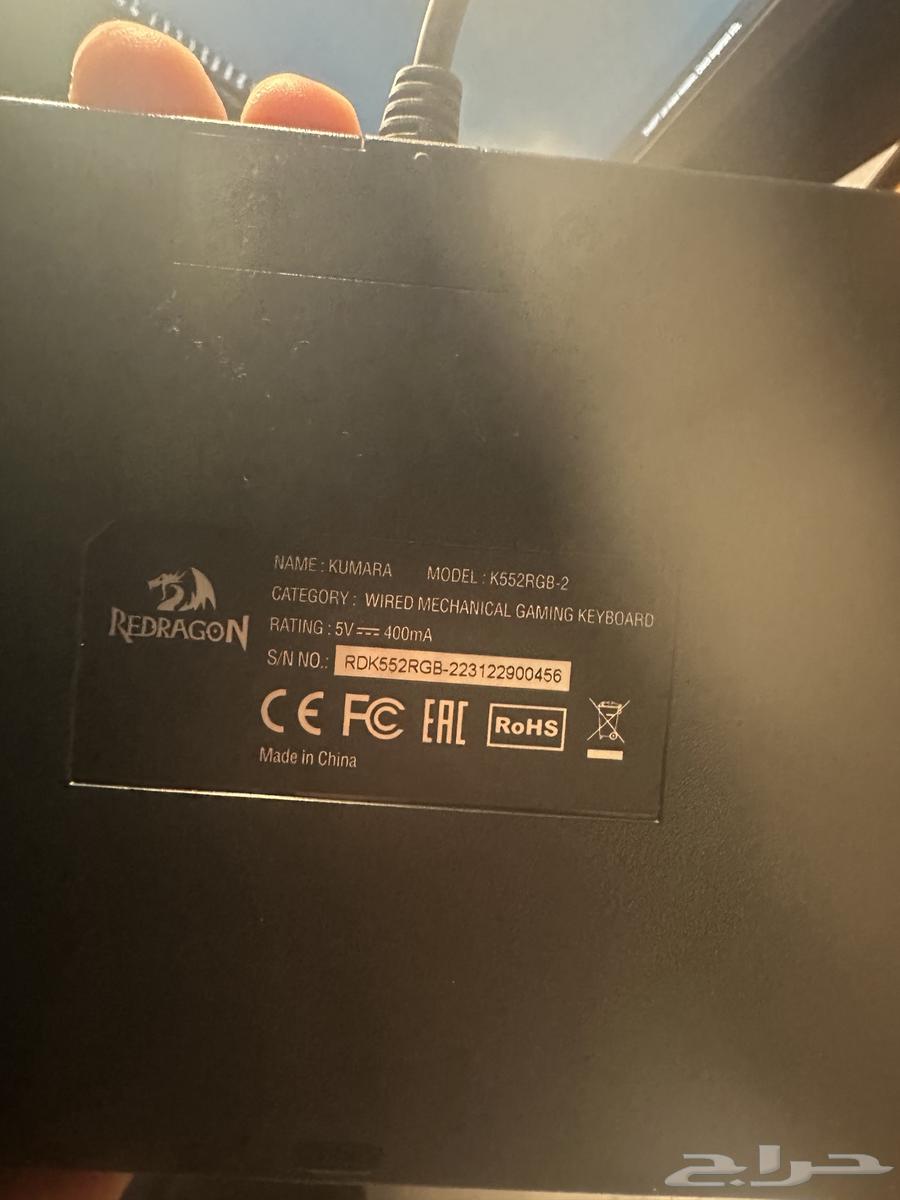 NAME : KUMARA MODEL : K552RGB-2
CATEGORY : WIRED MECHANICAL GAMING KEYBOARD
REDRAGON
RATING : 5V⎓400mA
S/N NO.: RDK552RGB-223122900456
CE FC EAC RoHS
Made in China
حراج